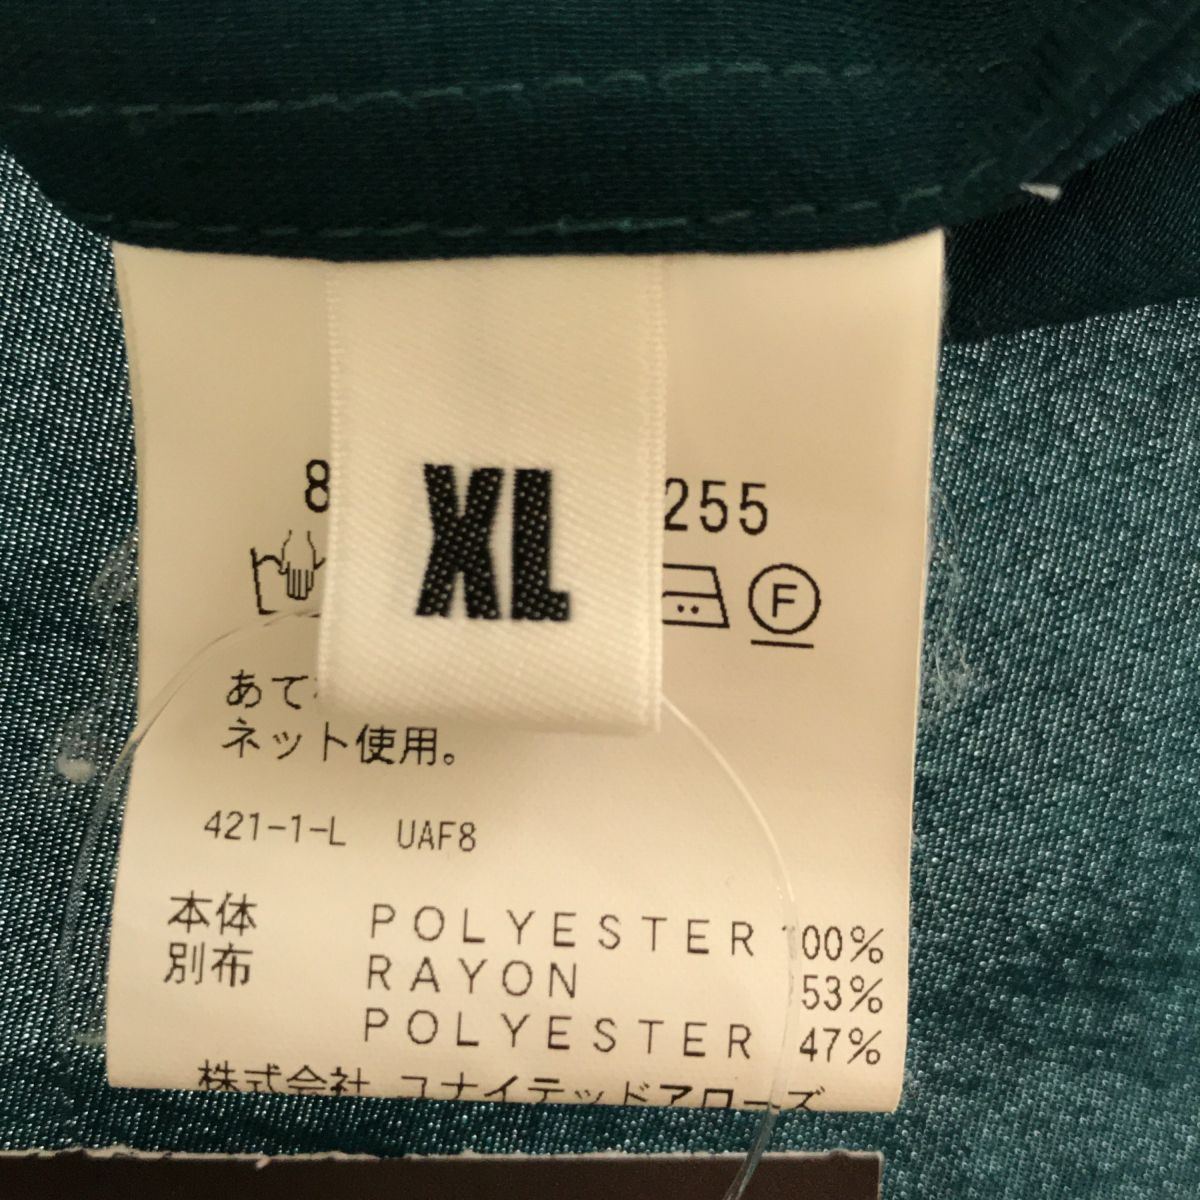 XL
8 255
F
あて
ネット使用。
421-1-L UAF8
本体 POLYESTER 100%
別布 RAYON 53%
POLYESTER 47%
株式会社 ユナイテッドアローズ